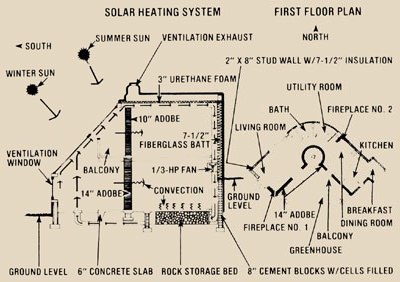 SOLAR HEATING SYSTEM
FIRST FLOOR PLAN
SOUTH
SUMMER SUN
VENTILATION EXHAUST
NORTH
WINTER SUN
3" URETHANE FOAM
2" X 8" STUD WALL W/7-1/2" INSULATION
UTILITY ROOM
BATH
FIREPLACE NO. 2
10" ADOBE
7-1/2"
FIBERGLASS BATT
LIVING ROOM
KITCHEN
VENTILATION
WINDOW
BALCONY
1/3-HP FAN
14" ADOBE
CONVECTION
GROUND
LEVEL
14" ADOBE
FIREPLACE NO. 1
BREAKFAST
DINING ROOM
BALCONY
GREENHOUSE
GROUND LEVEL
6" CONCRETE SLAB
ROCK STORAGE BED
8" CEMENT BLOCKS W/CELLS FILLED